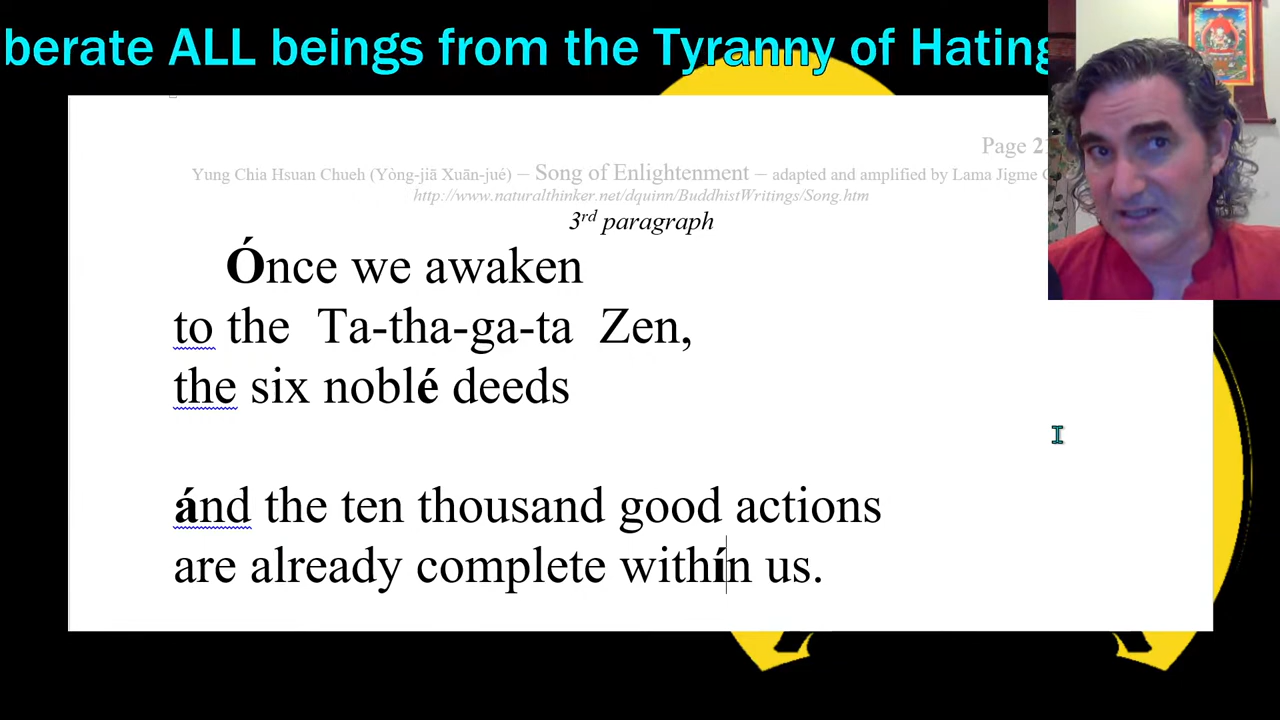 berate ALL beings from the Tyranny of Hating
Page
Yung Chia Hsuan Chueh (Yòng-jiā Xuān-jué) – Song of Enlightenment – adapted and amplified by Lama Jigme
http://www.naturalthinker.net/dquinn/BuddhistWritings/Song.htm
3rd paragraph
Ónce we awaken
to the Ta-tha-ga-ta Zen,
the six noblé deeds
ánd the ten thousand good actions
are already complete withín us.